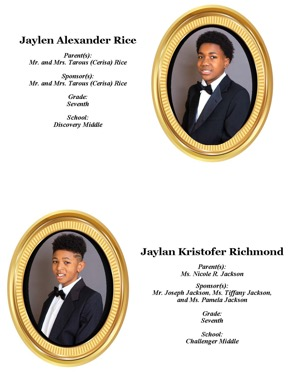 Jaylen Alexander Rice
Parent(s):
Mr. and Mrs. Tarous (Cerisa) Rice
Sponsor(s):
Mr. and Mrs. Tarous (Cerisa) Rice
Grade:
Seventh
School:
Discovery Middle
Jaylan Kristofer Richmond
Parent(s):
Ms. Nicole R. Jackson
Sponsor(s):
Mr. Joseph Jackson, Ms. Tiffany Jackson,
and Ms. Pamela Jackson
Grade:
Seventh
School:
Challenger Middle